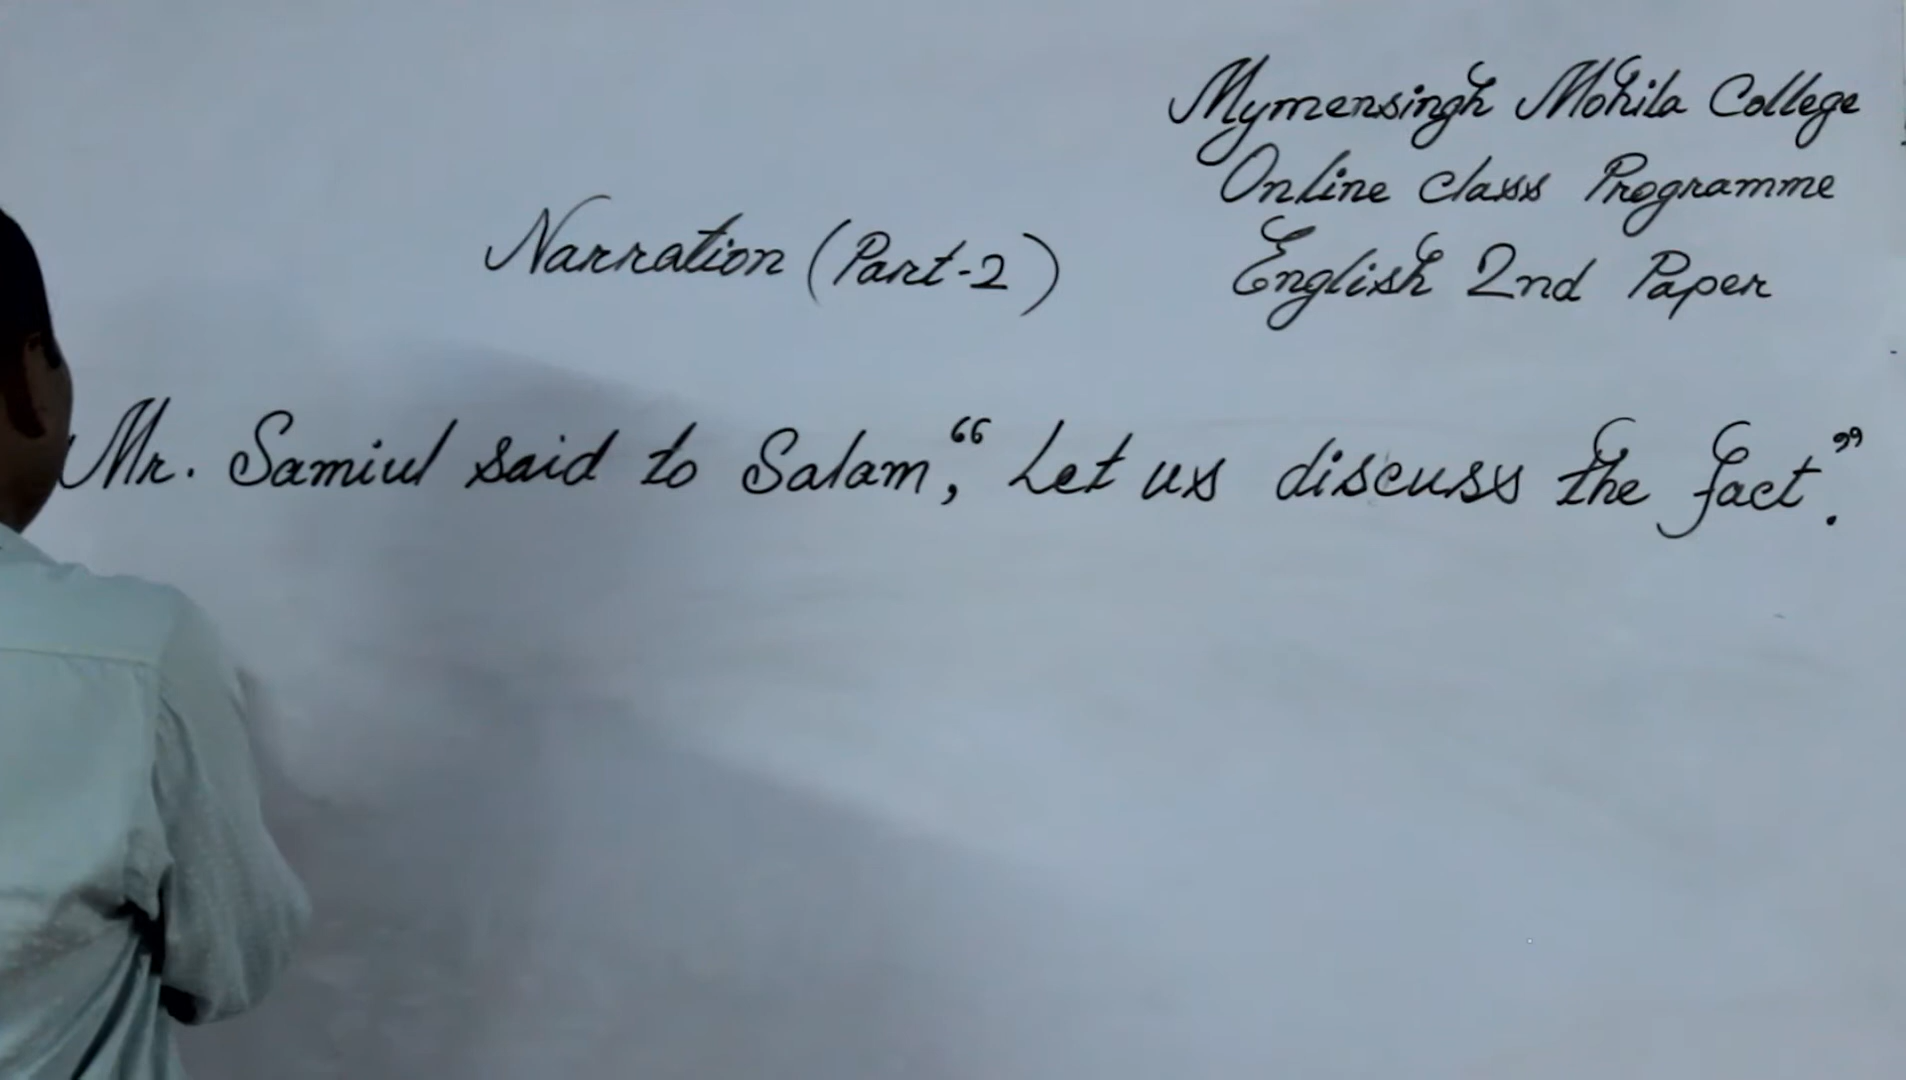 Mymensingh Mohila College
Online class Programme
English 2nd Paper
Narration (Part-2)
Mr. Samiul said to Salam, “Let us discuss the fact.”